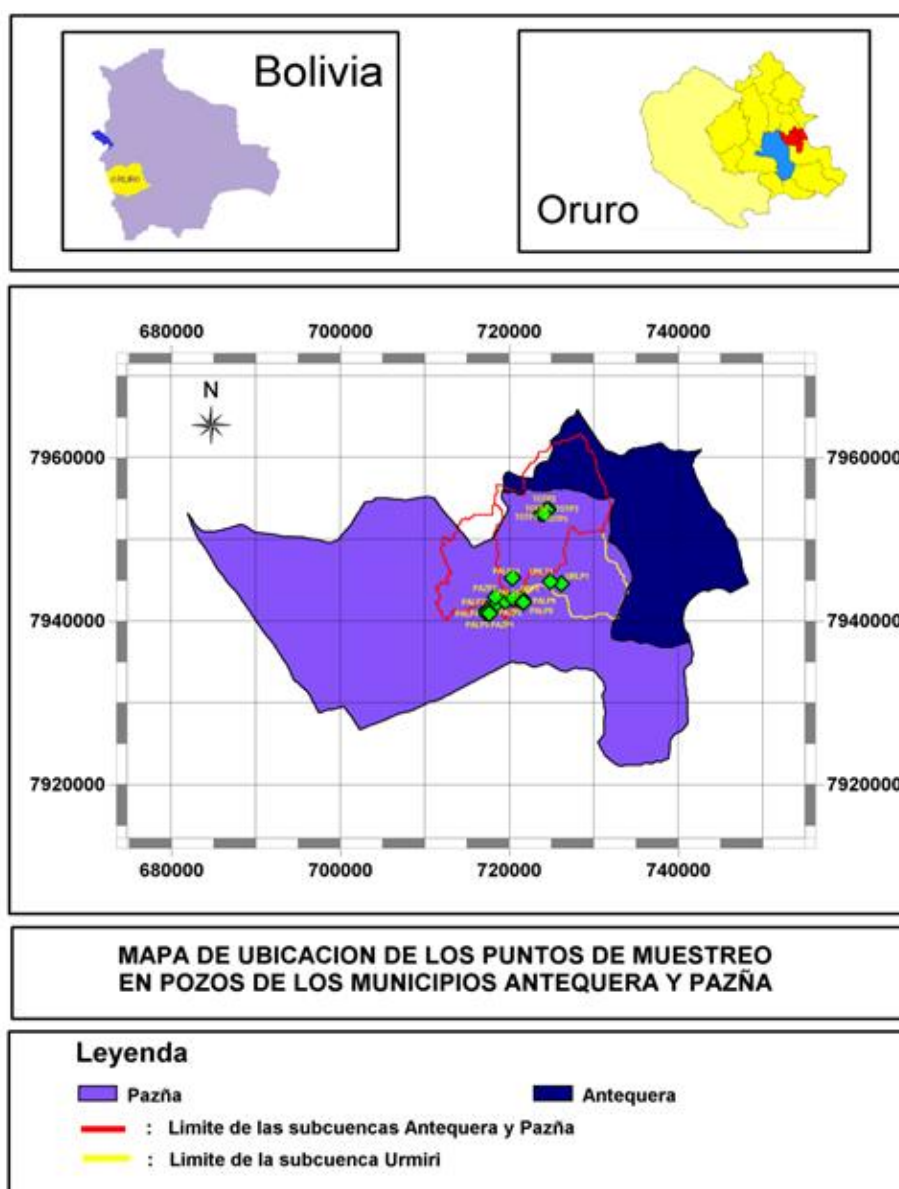 Bolivia
Oruro
680000 700000 720000 740000
N
7960000 7960000
7940000 7940000
7920000 7920000
680000 700000 720000 740000
MAPA DE UBICACION DE LOS PUNTOS DE MUESTREO
EN POZOS DE LOS MUNICIPIOS ANTEQUERA Y PAZÑA
Leyenda
Pazña Antequera
: Limite de las subcuencas Antequera y Pazña
: Limite de la subcuenca Urmiri